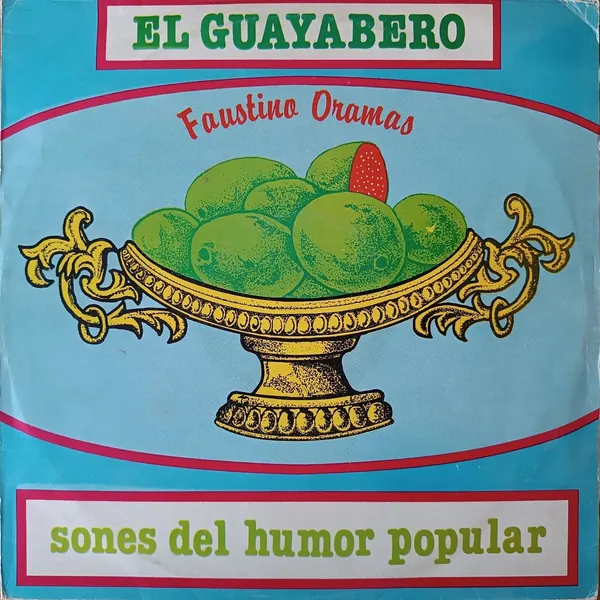 EL GUAYABERO
Faustino Oramas
sones del humor popular